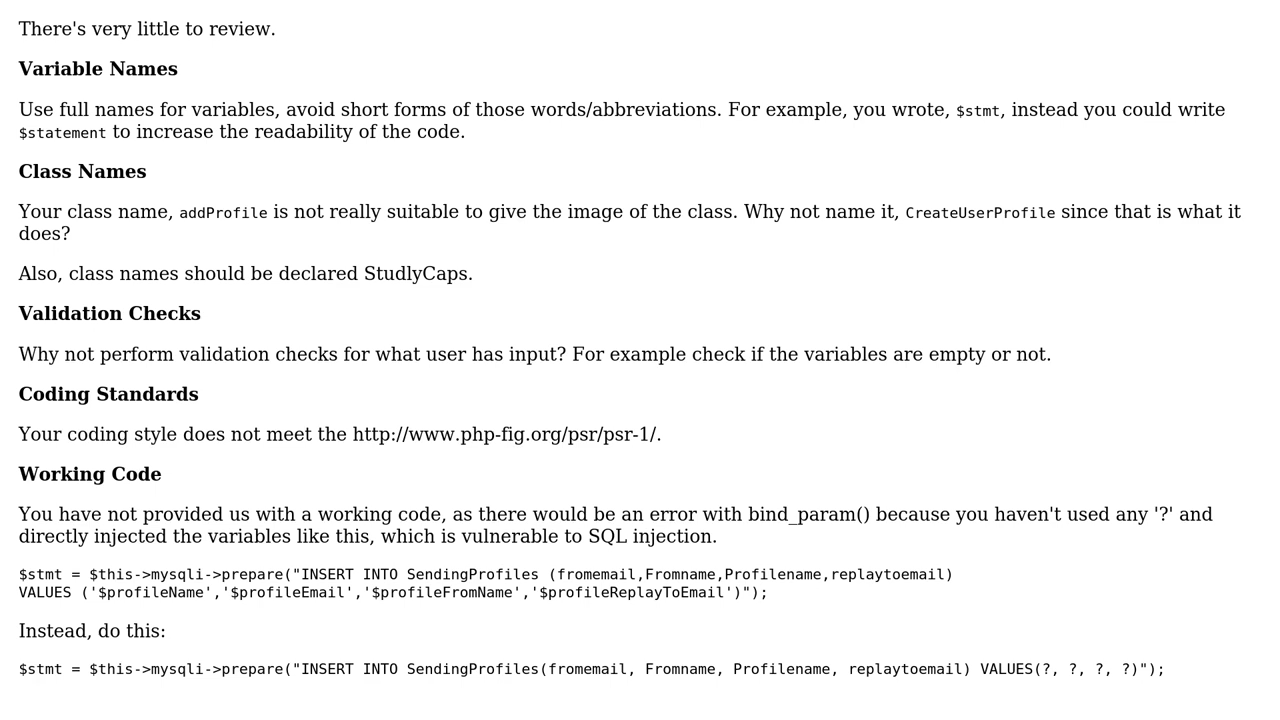 There's very little to review.
Variable Names
Use full names for variables, avoid short forms of those words/abbreviations. For example, you wrote, $stmt, instead you could write
$statement to increase the readability of the code.
Class Names
Your class name, addProfile is not really suitable to give the image of the class. Why not name it, CreateUserProfile since that is what it
does?
Also, class names should be declared StudlyCaps.
Validation Checks
Why not perform validation checks for what user has input? For example check if the variables are empty or not.
Coding Standards
Your coding style does not meet the http://www.php-fig.org/psr/psr-1/.
Working Code
You have not provided us with a working code, as there would be an error with bind_param() because you haven't used any '?' and
directly injected the variables like this, which is vulnerable to SQL injection.
$stmt = $this->mysqli->prepare("INSERT INTO SendingProfiles (fromemail,Fromname,Profilename,replaytoemail)
VALUES ('$profileName','$profileEmail','$profileFromName','$profileReplayToEmail')");
Instead, do this:
$stmt = $this->mysqli->prepare("INSERT INTO SendingProfiles(fromemail, Fromname, Profilename, replaytoemail) VALUES(?, ?, ?, ?)");